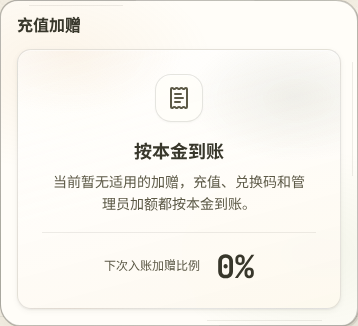 充值加赠
按本金到账
当前暂无适用的加赠，充值、兑换码和管
理员加额都按本金到账。
下次入账加赠比例 0%